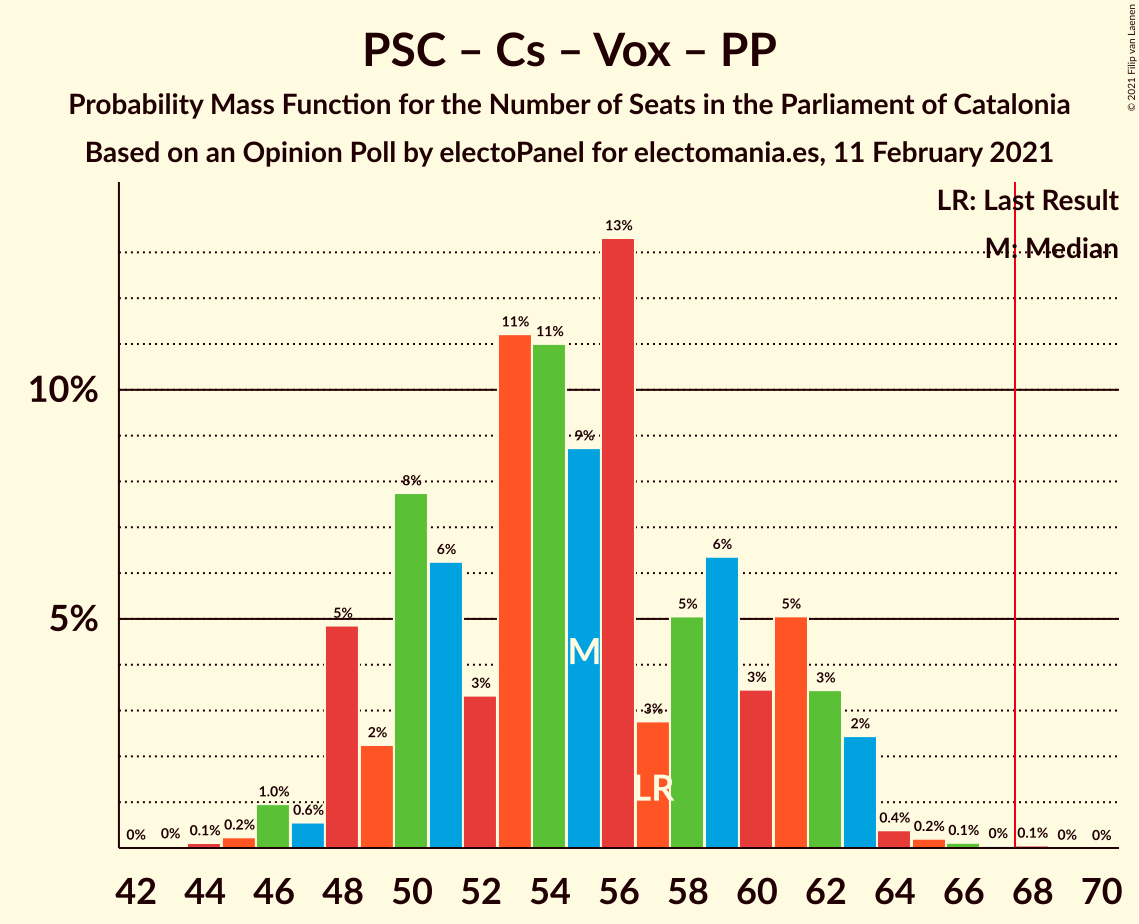 PSC – Cs – Vox – PP
Probability Mass Function for the Number of Seats in the Parliament of Catalonia
Based on an Opinion Poll by electoPanel for electomania.es, 11 February 2021
© 2021 Filip van Laenen
LR: Last Result
M: Median
10%
5%
0% 0% 0.1% 0.2% 1.0% 0.6% 5% 2% 8% 6% 3% 11% 11% 9% 13% 3% 5% 6% 3% 5% 3% 2% 0.4% 0.2% 0.1% 0% 0.1% 0% 0%
M
LR
42 44 46 48 50 52 54 56 58 60 62 64 66 68 70